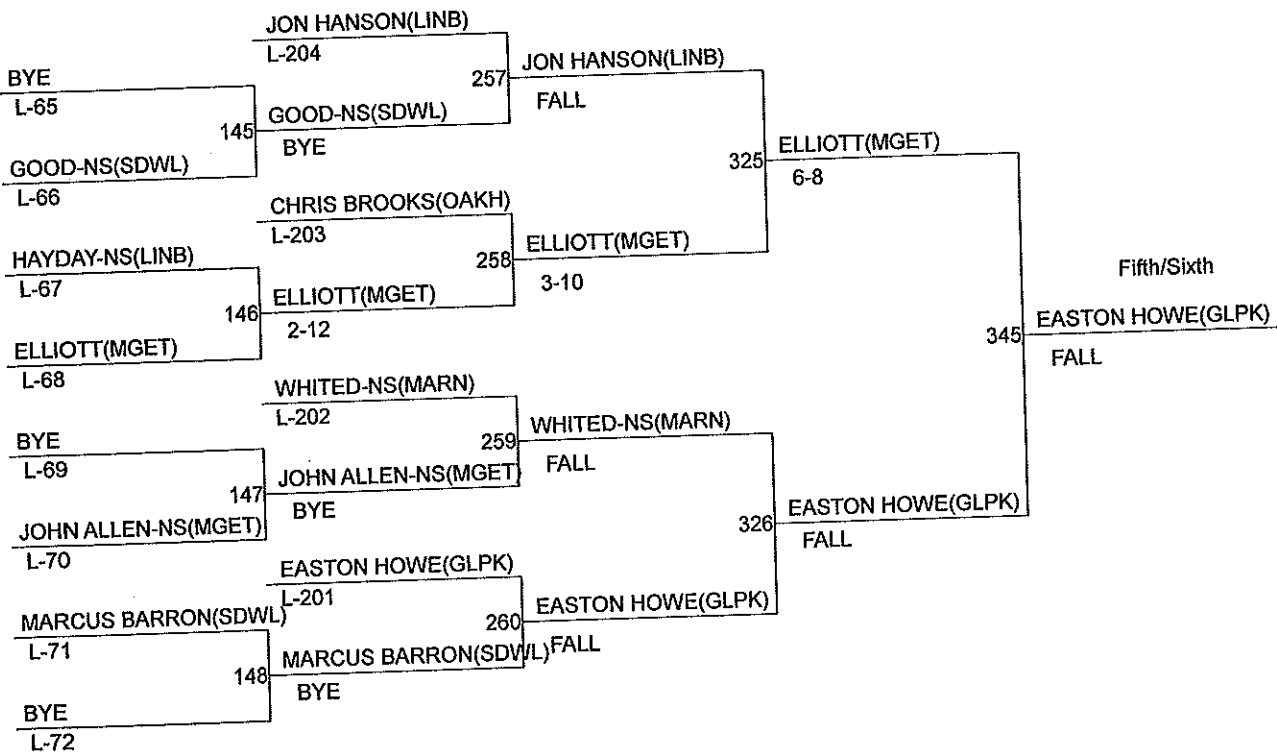 JON HANSON(LINB)
L-204
BYE
L-65
257
JON HANSON(LINB)
FALL
145
GOOD-NS(SDWL)
BYE
GOOD-NS(SDWL)
L-66
325
ELLIOTT(MGET)
6-8
CHRIS BROOKS(OAKH)
L-203
HAYDAY-NS(LINB)
L-67
258
ELLIOTT(MGET)
3-10
146
ELLIOTT(MGET)
2-12
ELLIOTT(MGET)
L-68
Fifth/Sixth
345
EASTON HOWE(GLPK)
FALL
WHITED-NS(MARN)
L-202
BYE
L-69
259
WHITED-NS(MARN)
FALL
147
JOHN ALLEN-NS(MGET)
BYE
JOHN ALLEN-NS(MGET)
L-70
326
EASTON HOWE(GLPK)
FALL
EASTON HOWE(GLPK)
L-201
MARCUS BARRON(SDWL)
L-71
260
EASTON HOWE(GLPK)
FALL
148
MARCUS BARRON(SDWL)
BYE
BYE
L-72